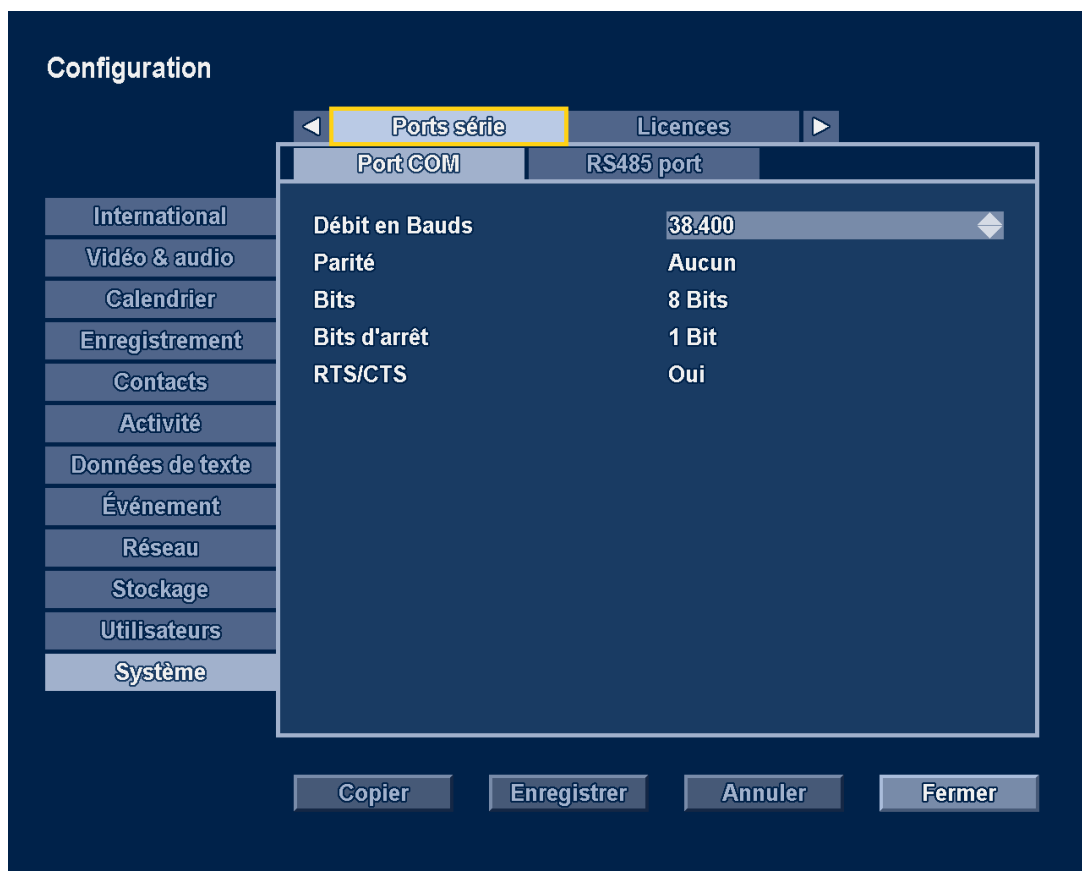 Configuration
Ports série Licences
Port COM RS485 port
International
Vidéo & audio
Calendrier
Enregistrement
Contacts
Activité
Données de texte
Événement
Réseau
Stockage
Utilisateurs
Système
Débit en Bauds 38.400
Parité Aucun
Bits 8 Bits
Bits d'arrêt 1 Bit
RTS/CTS Oui
Copier Enregistrer Annuler Fermer